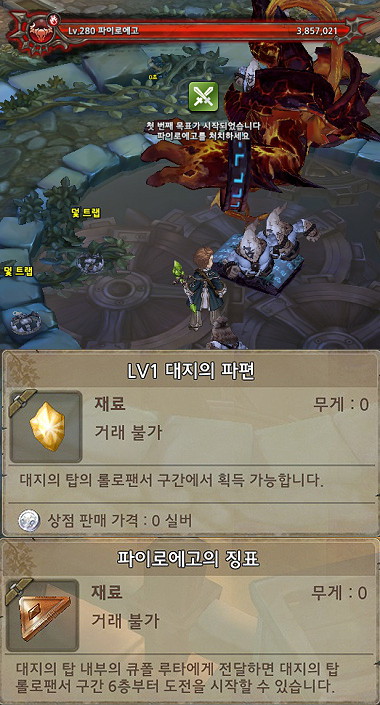 Lv.280 파이로에고 3,857,021
0초
첫 번째 목표가 시작되었습니다
파이로에고를 처치하세요
덫 트랩
덫 트랩
LV1 대지의 파편
재료 무게 : 0
거래 불가
대지의 탑의 롤로팬서 구간에서 획득 가능합니다.
상점 판매 가격 : 0 실버
파이로에고의 징표
재료 무게 : 0
거래 불가
대지의 탑 내부의 큐폴 루타에게 전달하면 대지의 탑
롤로팬서 구간 6층부터 도전을 시작할 수 있습니다.